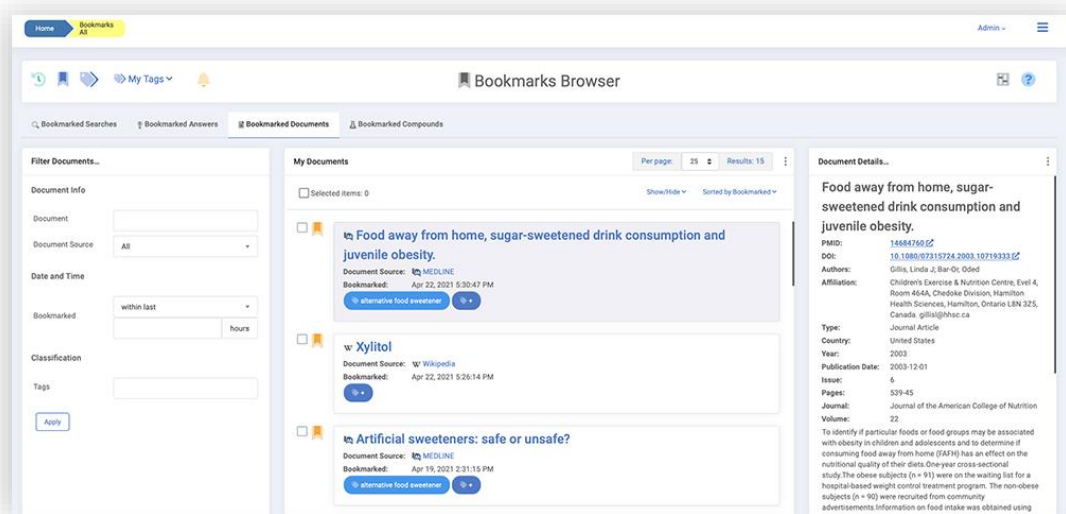 Home
Bookmarks
All
Admin
My Tags
Bookmarks Browser
?
Bookmarked Searches
Bookmarked Answers
Bookmarked Documents
Bookmarked Compounds
Filter Documents...
Document Info
Document
Document Source
All
Date and Time
Bookmarked
within last
hours
Classification
Tags
Apply
My Documents
Per page:
25
Results: 15
Selected items: 0
Show/Hide
Sorted by Bookmarked
Food away from home, sugar-sweetened drink consumption and
juvenile obesity.
Document Source: MEDLINE
Bookmarked: Apr 22, 2021 5:30:47 PM
alternative food sweetener
+
W Xylitol
Document Source: W Wikipedia
Bookmarked: Apr 22, 2021 5:26:14 PM
+
Artificial sweeteners: safe or unsafe?
Document Source: MEDLINE
Bookmarked: Apr 19, 2021 2:31:15 PM
alternative food sweetener
+
Document Details...
Food away from home, sugar-
sweetened drink consumption and
juvenile obesity.
PMID: 14684760
DOI: 10.1080/07315724.2003.10719333
Authors: Gillis, Linda J; Bar-Or, Oded
Affiliation: Children's Exercise & Nutrition Centre, Evel 4,
Room 464A, Chedoke Division, Hamilton
Health Sciences, Hamilton, Ontario L8N 3Z5,
Canada. gillisl@hhsc.ca
Type: Journal Article
Country: United States
Year: 2003
Publication Date: 2003-12-01
Issue: 6
Pages: 539-45
Journal: Journal of the American College of Nutrition
Volume: 22
To identify if particular foods or food groups may be associated
with obesity in children and adolescents and to determine if
consuming food away from home (FAFH) has an effect on the
nutritional quality of their diets.One-year cross-sectional
study.The obese subjects (n = 91) were on the waiting list for a
hospital-based weight control treatment program. The non-obese
subjects (n = 90) were recruited from community
advertisements.Information on food intake was obtained using